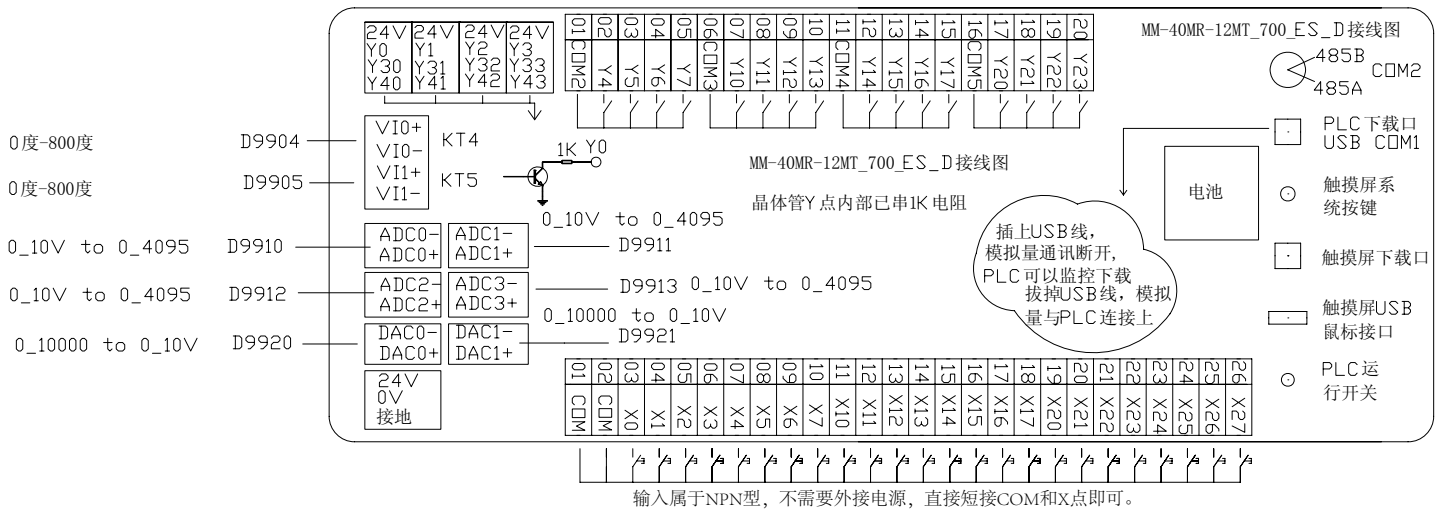 MM-40MR-12MT_700_ES_D接线图
24V 24V 24V 24V
Y0 Y1 Y2 Y3
Y30 Y31 Y32 Y33
Y40 Y41 Y42 Y43
01 02 03 04 05 06 07 08 09 10 11 12 13 14 15 16 17 18 19 20
COM2 Y4 Y5 Y6 Y7 COM3 Y10 Y11 Y12 Y13 COM4 Y14 Y15 Y16 Y17 COM5 Y20 Y21 Y22 Y23
485B
COM2
485A
0度-800度 D9904
VI0+
VI0-
KT4
0度-800度 D9905
VI1+
VI1-
KT5
1K Y0
MM-40MR-12MT_700_ES_D接线图
晶体管Y点内部已串1K电阻
PLC下载口
USB COM1
电池
触摸屏系
统按键
触摸屏下载口
触摸屏USB
鼠标接口
PLC运
行开关
插上USB线，
模拟量通讯断开，
PLC可以监控下载
拔掉USB线，模拟
量与PLC连接上
0_10V to 0_4095
0_10V to 0_4095 D9910
ADC0- ADC1-
ADC0+ ADC1+
D9911
0_10V to 0_4095 D9912
ADC2- ADC3-
ADC2+ ADC3+
D9913 0_10V to 0_4095
0_10000 to 0_10V
0_10000 to 0_10V D9920
DAC0- DAC1-
DAC0+ DAC1+
D9921
24V
0V
接地
01 02 03 04 05 06 07 08 09 10 11 12 13 14 15 16 17 18 19 20 21 22 23 24 25 26
COM COM X0 X1 X2 X3 X4 X5 X6 X7 X10 X11 X12 X13 X14 X15 X16 X17 X20 X21 X22 X23 X24 X25 X26 X27
输入属于NPN型，不需要外接电源，直接短接COM和X点即可。